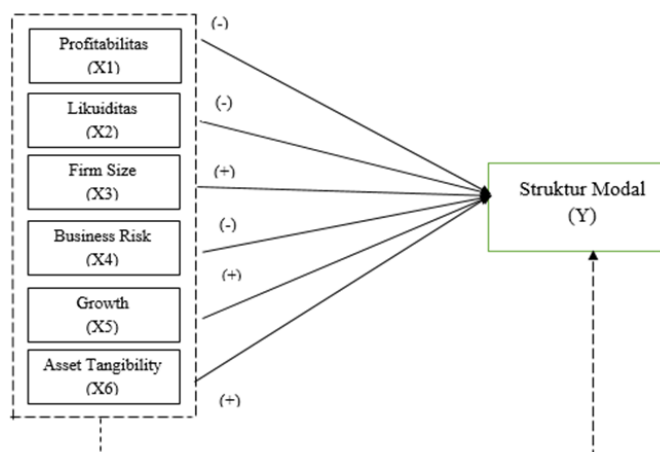 (-)
Profitabilitas
(X1)
(-)
Likuiditas
(X2)
(+)
Firm Size
(X3)
Struktur Modal
(Y)
(-)
Business Risk
(X4)
(+)
Growth
(X5)
Asset Tangibility
(X6)
(+)